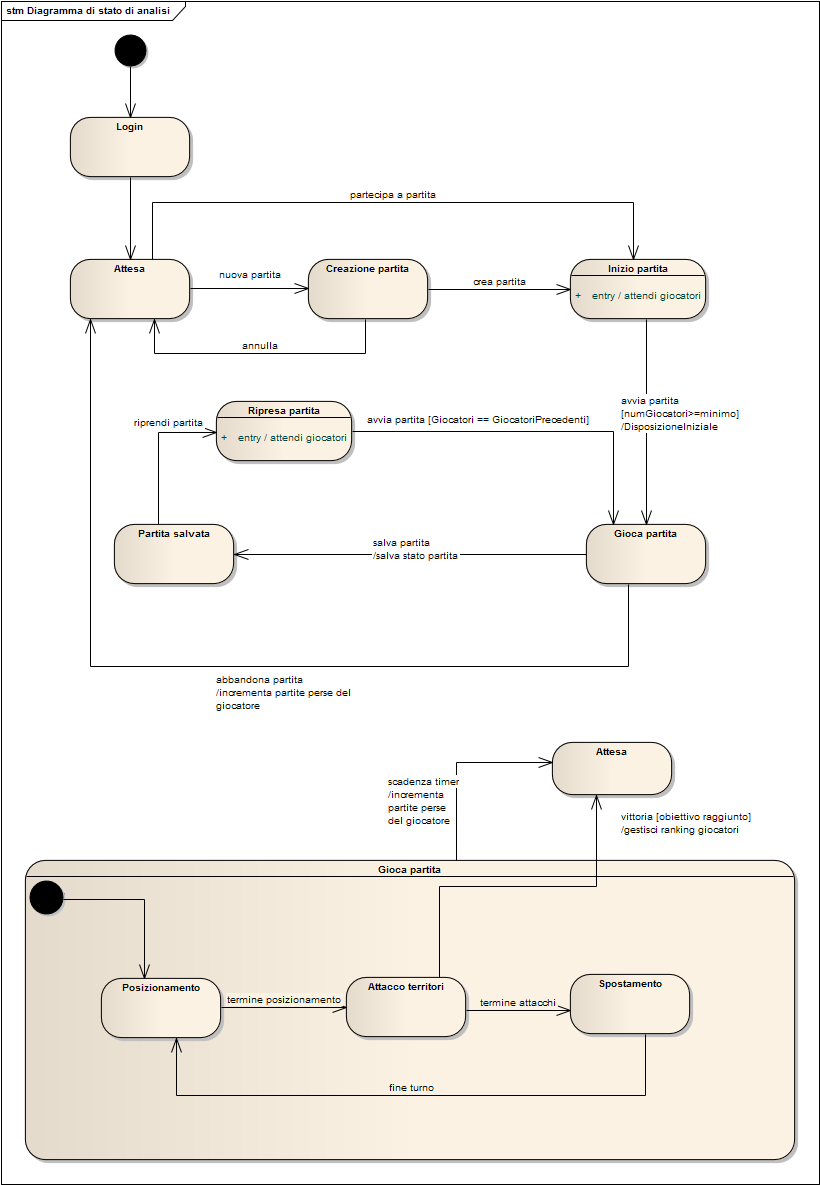 stm Diagramma di stato di analisi
Login
partecipa a partita
Attesa
nuova partita
Creazione partita
crea partita
Inizio partita
+ entry / attendi giocatori
annulla
avvia partita
[numGiocatori>=minimo]
/DisposizioneIniziale
riprendi partita
Ripresa partita
+ entry / attendi giocatori
avvia partita [Giocatori == GiocatoriPrecedenti]
Partita salvata
salva partita
/salva stato partita
Gioca partita
abbandona partita
/incrementa partite perse del
giocatore
Attesa
scadenza timer
/incrementa
partite perse
del giocatore
vittoria [obiettivo raggiunto]
/gestisci ranking giocatori
Gioca partita
Posizionamento
termine posizionamento
Attacco territori
termine attacchi
Spostamento
fine turno